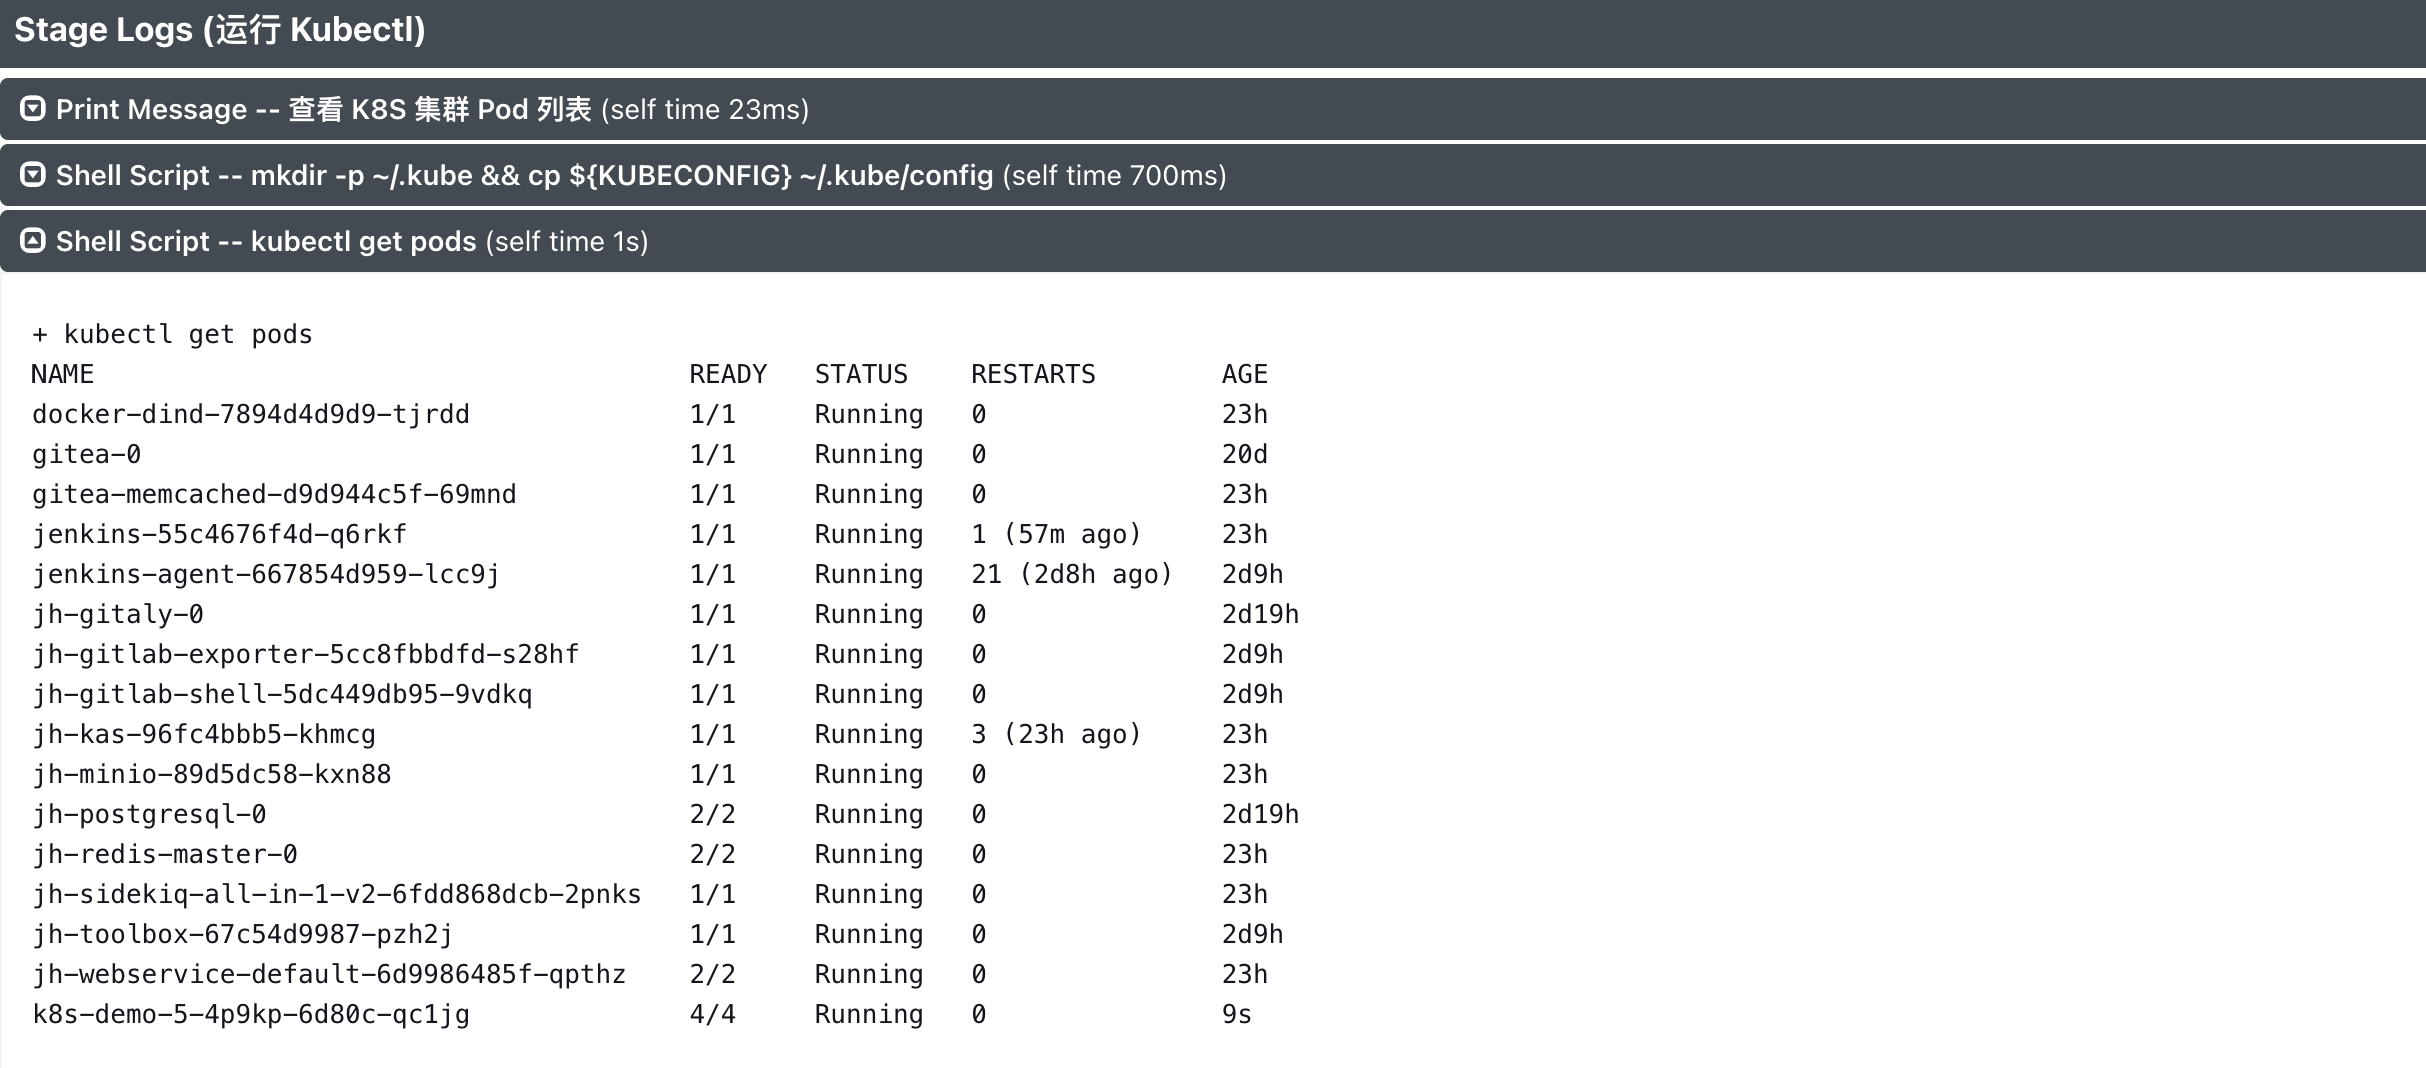 Stage Logs (运行 Kubectl)
Print Message -- 查看 K8S 集群 Pod 列表 (self time 23ms)
Shell Script -- mkdir -p ~/.kube && cp ${KUBECONFIG} ~/.kube/config (self time 700ms)
Shell Script -- kubectl get pods (self time 1s)
+ kubectl get pods
NAME READY STATUS RESTARTS AGE
docker-dind-7894d4d9d9-tjrdd 1/1 Running 0 23h
gitea-0 1/1 Running 0 20d
gitea-memcached-d9d944c5f-69mnd 1/1 Running 0 23h
jenkins-55c4676f4d-q6rkf 1/1 Running 1 (57m ago) 23h
jenkins-agent-667854d959-lcc9j 1/1 Running 21 (2d8h ago) 2d9h
jh-gitaly-0 1/1 Running 0 2d19h
jh-gitlab-exporter-5cc8fbbdfd-s28hf 1/1 Running 0 2d9h
jh-gitlab-shell-5dc449db95-9vdkq 1/1 Running 0 2d9h
jh-kas-96fc4bbb5-khmcg 1/1 Running 3 (23h ago) 23h
jh-minio-89d5dc58-kxn88 1/1 Running 0 23h
jh-postgresql-0 2/2 Running 0 2d19h
jh-redis-master-0 2/2 Running 0 23h
jh-sidekiq-all-in-1-v2-6fdd868dcb-2pnks 1/1 Running 0 23h
jh-toolbox-67c54d9987-pzh2j 1/1 Running 0 2d9h
jh-webservice-default-6d9986485f-qpthz 2/2 Running 0 23h
k8s-demo-5-4p9kp-6d80c-qc1jg 4/4 Running 0 9s